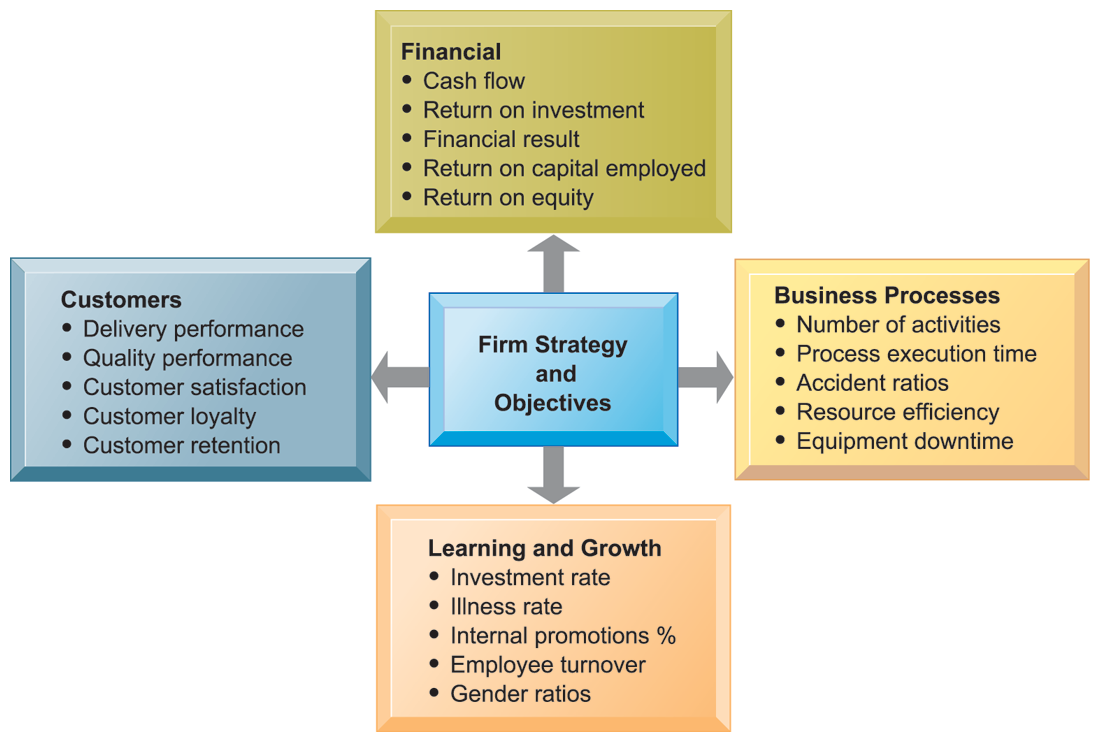 Financial
• Cash flow
• Return on investment
• Financial result
• Return on capital employed
• Return on equity
Customers
• Delivery performance
• Quality performance
• Customer satisfaction
• Customer loyalty
• Customer retention
Firm Strategy
and
Objectives
Business Processes
• Number of activities
• Process execution time
• Accident ratios
• Resource efficiency
• Equipment downtime
Learning and Growth
• Investment rate
• Illness rate
• Internal promotions %
• Employee turnover
• Gender ratios